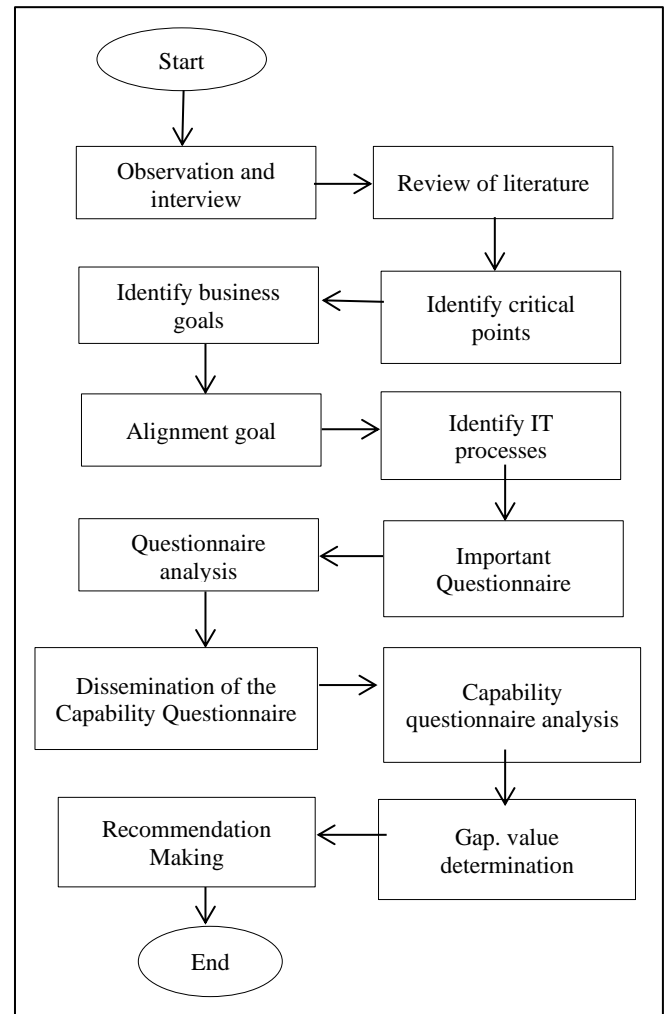 Start
Observation and
interview
Review of literature
Identify critical
points
Identify business
goals
Alignment goal
Identify IT
processes
Important
Questionnaire
Questionnaire
analysis
Dissemination of the
Capability Questionnaire
Capability
questionnaire analysis
Gap. value
determination
Recommendation
Making
End